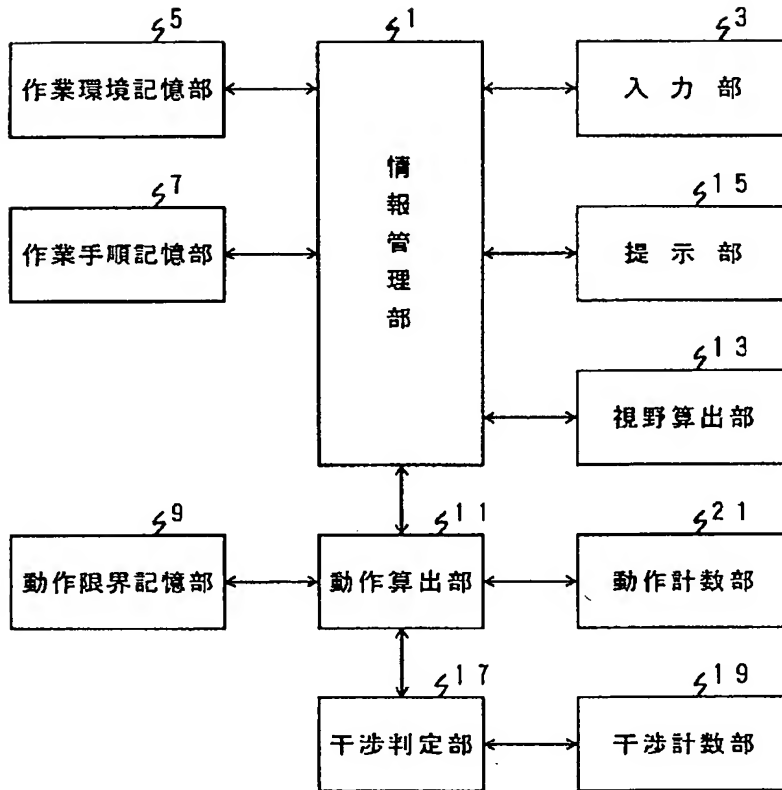 5
1
3
作業環境記憶部
情報管理部
入力部
7
15
作業手順記憶部
提示部
13
視野算出部
9
11
21
動作限界記憶部
動作算出部
動作計数部
17
19
干渉判定部
干渉計数部